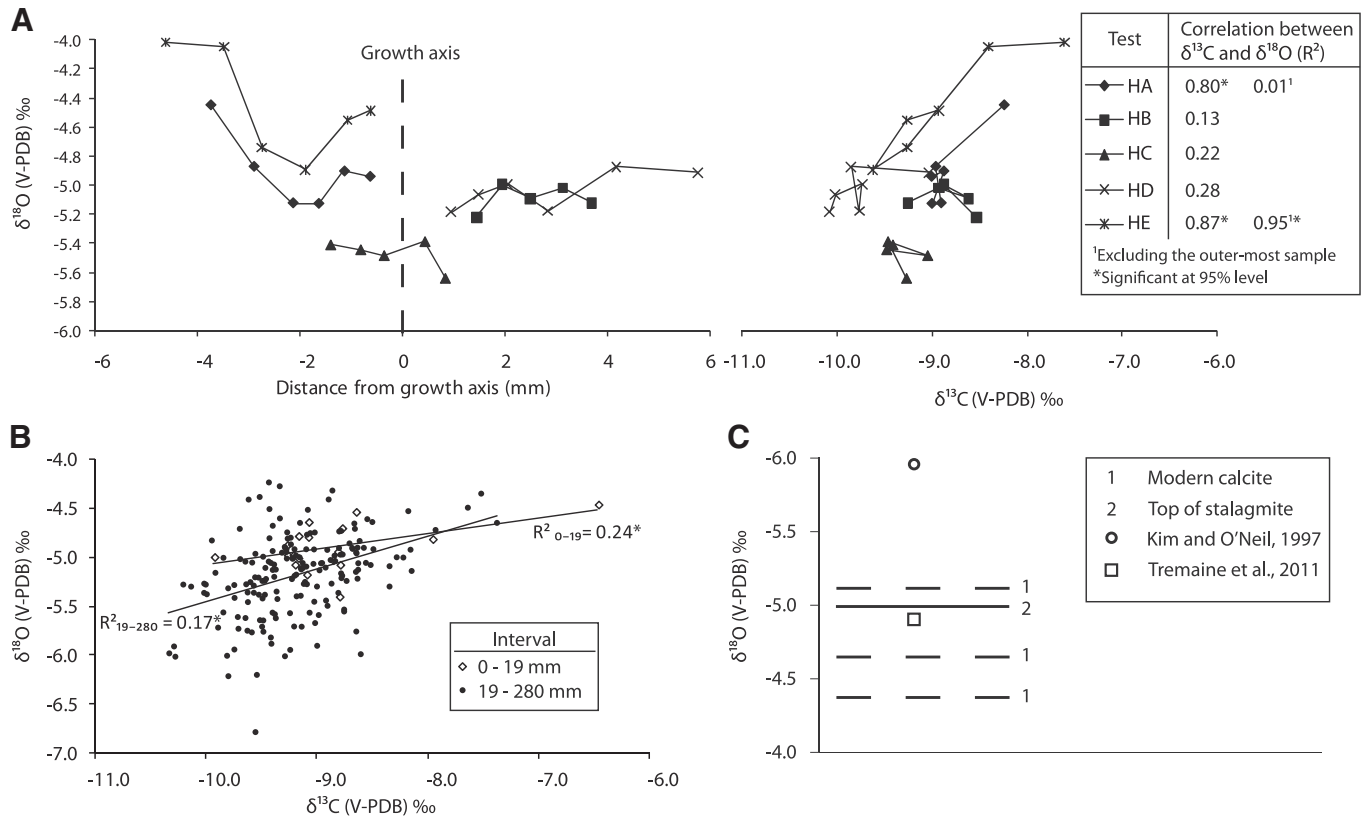 A
Growth axis
-4.0
-4.2
-4.4
-4.6
-4.8
-5.0
-5.2
-5.4
-5.6
-5.8
-6.0
δ¹⁸O (V-PDB) ‰
-6
-4
-2
0
2
4
6
Distance from growth axis (mm)
-11.0
-10.0
-9.0
-8.0
-7.0
-6.0
δ¹³C (V-PDB) ‰
Test
Correlation between
δ¹³C and δ¹⁸O (R²)
HA 0.80* 0.01¹
HB 0.13
HC 0.22
HD 0.28
HE 0.87* 0.95¹*
¹Excluding the outer-most sample
*Significant at 95% level
B
-4.0
-4.5
-5.0
-5.5
-6.0
-6.5
-7.0
δ¹⁸O (V-PDB) ‰
R²₀₋₁₉= 0.24*
R²₁₉₋₂₈₀ = 0.17*
Interval
0 - 19 mm
19 - 280 mm
-11.0
-10.0
-9.0
-8.0
-7.0
-6.0
δ¹³C (V-PDB) ‰
C
-6.0
-5.5
-5.0
-4.5
-4.0
δ¹⁸O (V-PDB) ‰
1
2
1
1
1 Modern calcite
2 Top of stalagmite
Kim and O'Neil, 1997
Tremaine et al., 2011